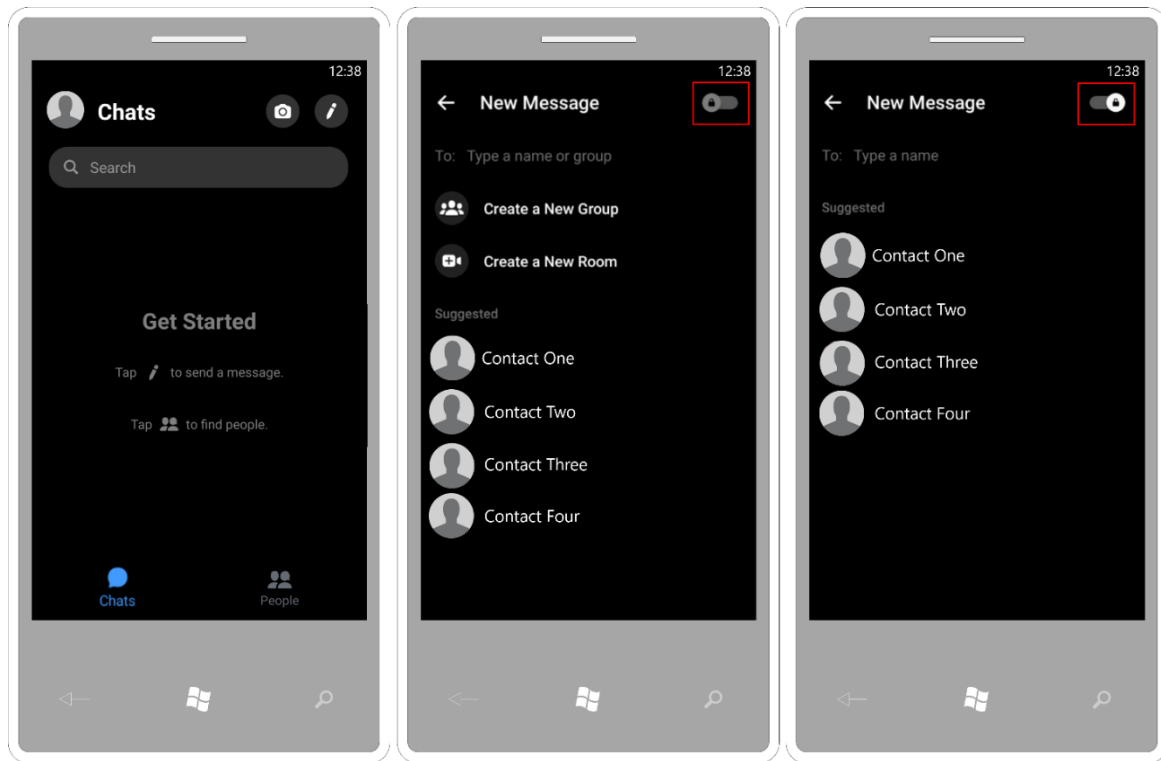 12:38
Chats
Search
Get Started
Tap to send a message.
Tap to find people.
Chats
People
12:38
New Message
To: Type a name or group
Create a New Group
Create a New Room
Suggested
Contact One
Contact Two
Contact Three
Contact Four
12:38
New Message
To: Type a name
Suggested
Contact One
Contact Two
Contact Three
Contact Four